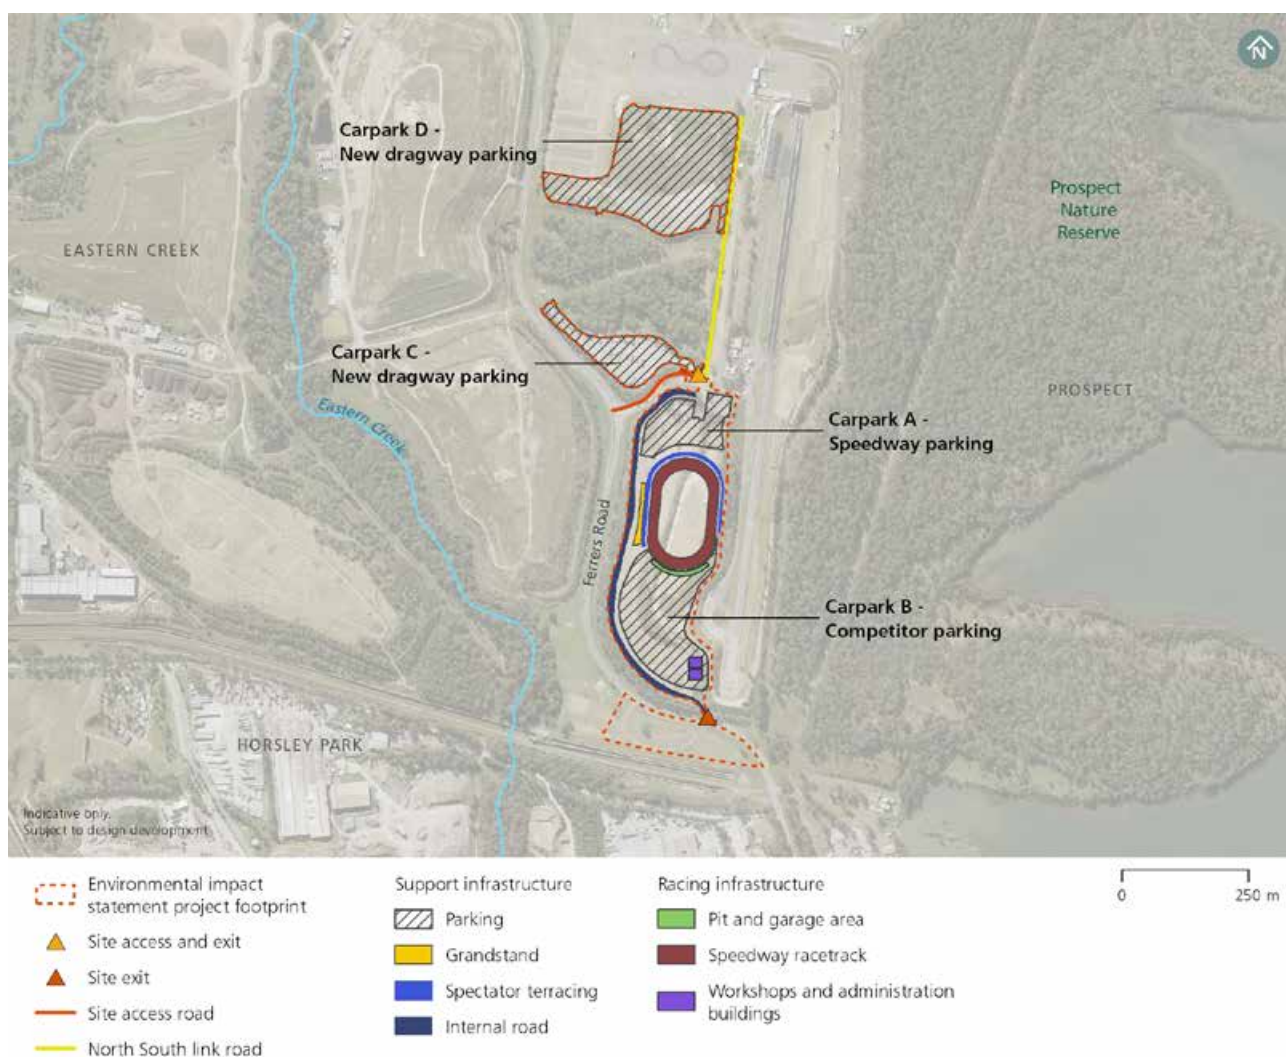 N
Carpark D -
New dragway parking
Prospect
Nature
Reserve
EASTERN CREEK
Carpark C -
New dragway parking
PROSPECT
Eastern Creek
Carpark A -
Speedway parking
Ferrers Road
Carpark B -
Competitor parking
HORSLEY PARK
Indicative only.
Subject to design development
Environmental impact
statement project footprint
Site access and exit
Site exit
Site access road
North South link road
Support infrastructure
Parking
Grandstand
Spectator terracing
Internal road
Racing infrastructure
Pit and garage area
Speedway racetrack
Workshops and administration
buildings
0 250 m